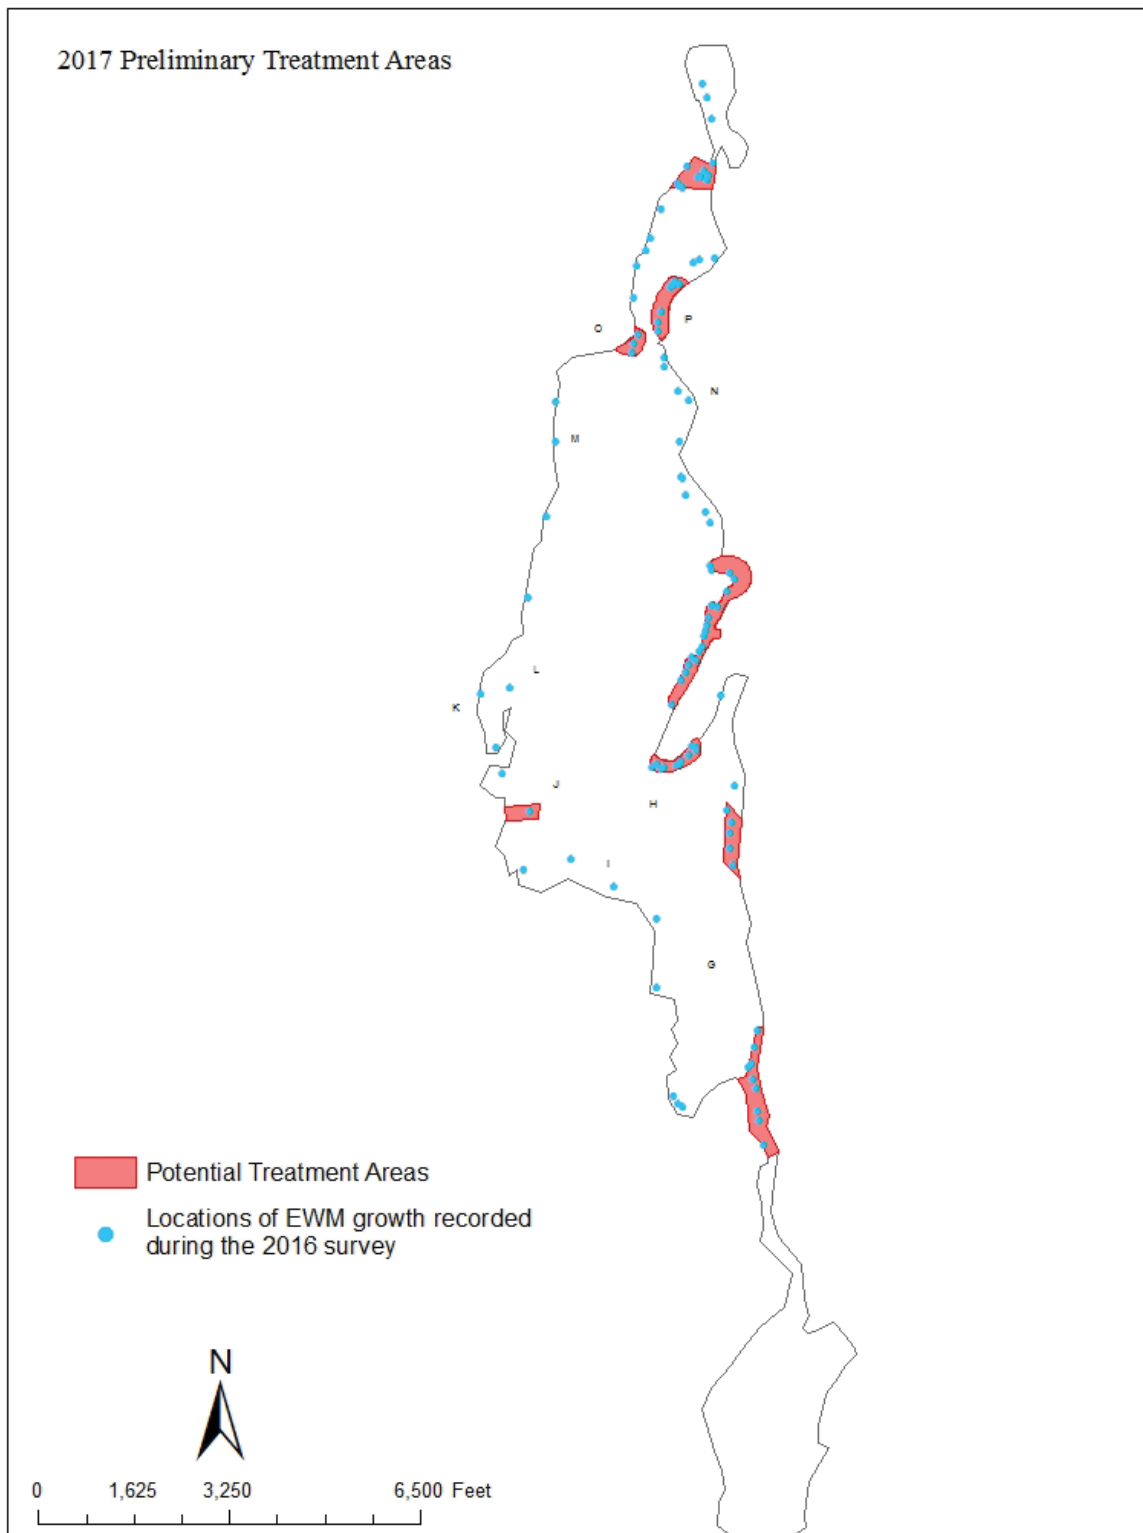 2017 Preliminary Treatment Areas
O
P
N
M
L
K
J
H
I
G
Potential Treatment Areas
Locations of EWM growth recorded
during the 2016 survey
N
0 1,625 3,250 6,500 Feet